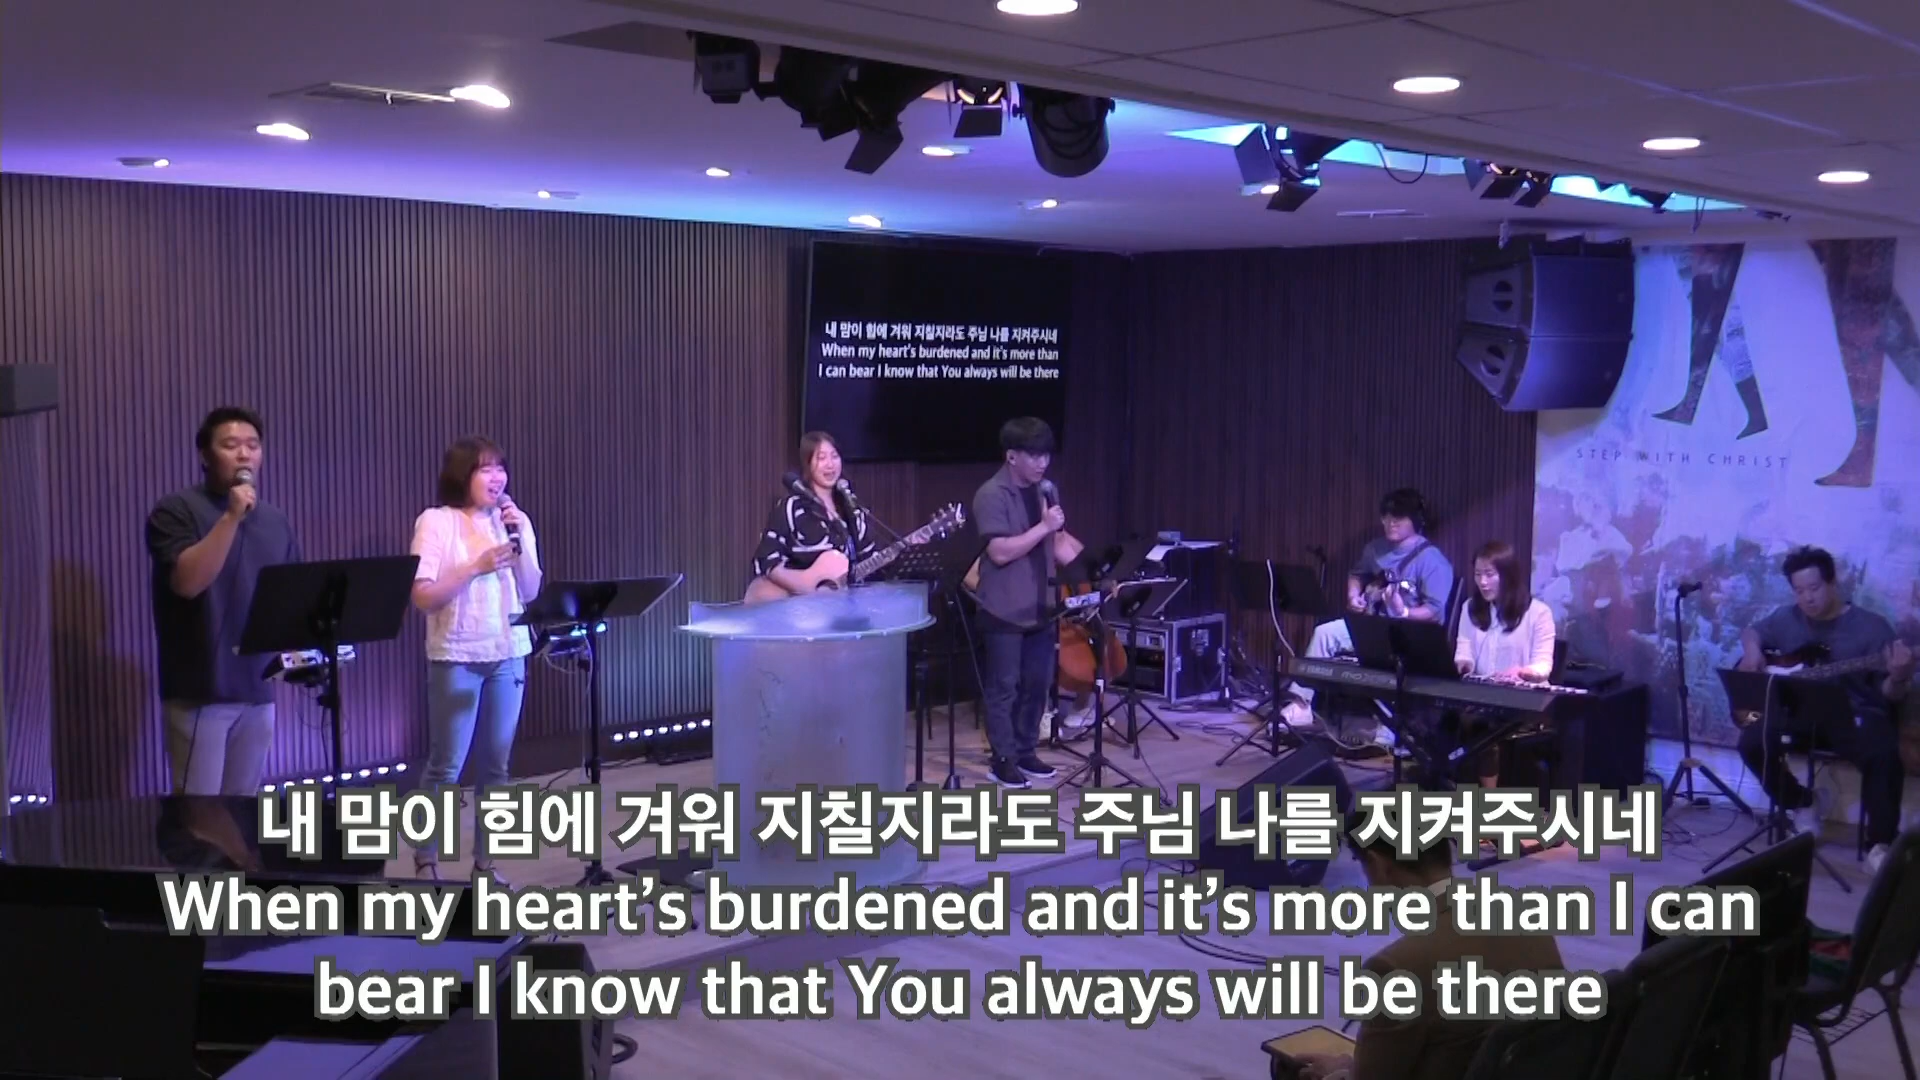 내 맘이 힘에 겨워 지칠지라도 주님 나를 지켜주시네
When my heart's burdened and it's more than
I can bear I know that You always will be there
STEP WITH CHRIST
YAMAHA
내 맘이 힘에 겨워 지칠지라도 주님 나를 지켜주시네
When my heart’s burdened and it’s more than I can
bear I know that You always will be there